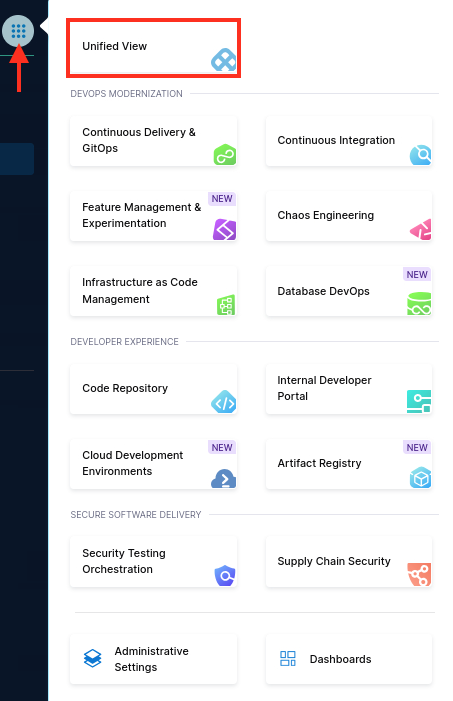 Unified View
DEVOPS MODERNIZATION
Continuous Delivery &
GitOps
Continuous Integration
NEW
Feature Management &
Experimentation
Chaos Engineering
Infrastructure as Code
Management
NEW
Database DevOps
DEVELOPER EXPERIENCE
Code Repository
Internal Developer
Portal
NEW
Cloud Development
Environments
NEW
Artifact Registry
SECURE SOFTWARE DELIVERY
Security Testing
Orchestration
Supply Chain Security
Administrative
Settings
Dashboards